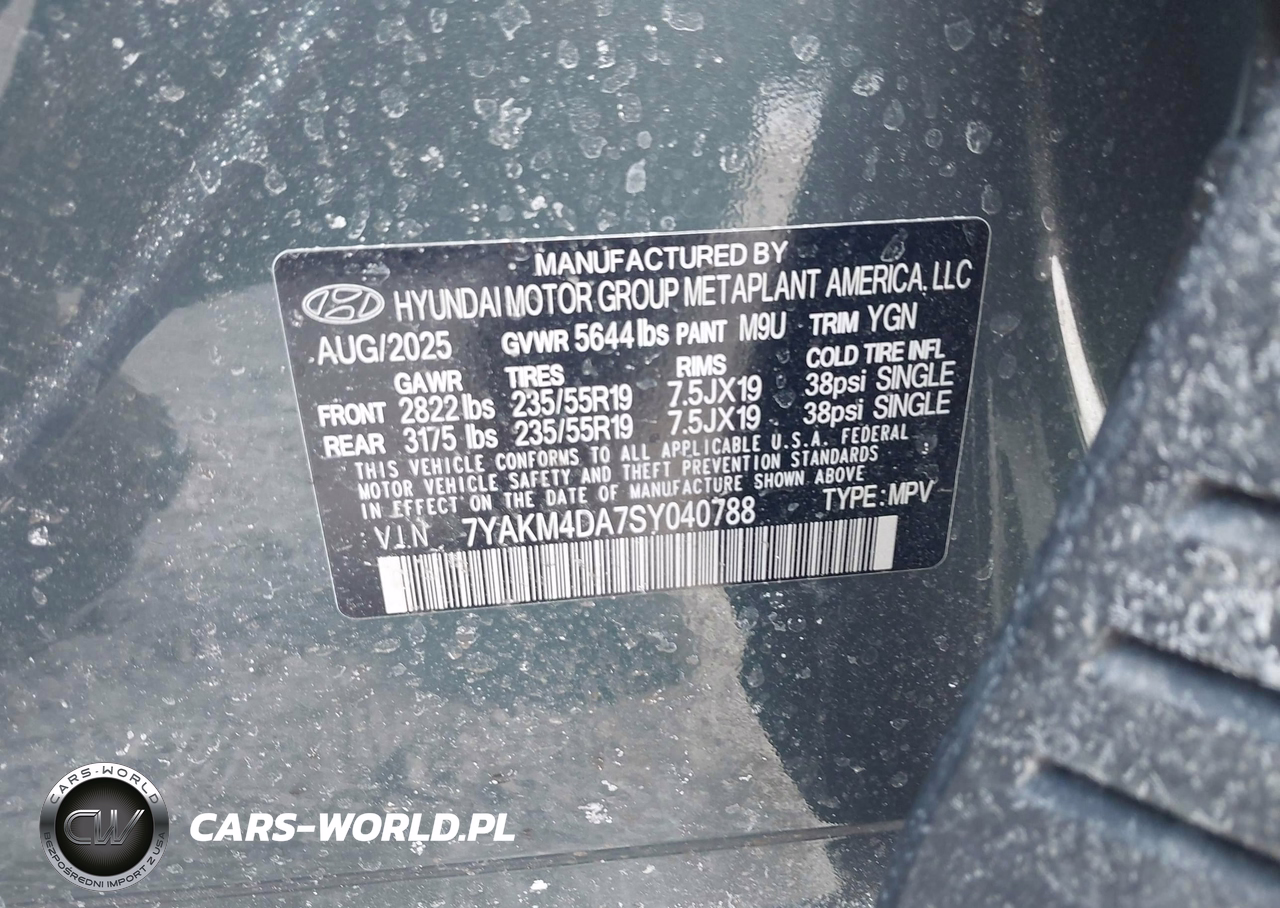 MANUFACTURED BY
HYUNDAI MOTOR GROUP METAPLANT AMERICA, LLC
AUG/2025 GVWR 5644 lbs PAINT M9U TRIM YGN
GAWR TIRES RIMS COLD TIRE INFL
FRONT 2822 lbs 235/55R19 7.5JX19 38psi SINGLE
REAR 3175 lbs 235/55R19 7.5JX19 38psi SINGLE
THIS VEHICLE CONFORMS TO ALL APPLICABLE U.S.A. FEDERAL
MOTOR VEHICLE SAFETY AND THEFT PREVENTION STANDARDS
IN EFFECT ON THE DATE OF MANUFACTURE SHOWN ABOVE
VIN 7YAKM4DA7SY040788 TYPE: MPV
CARS-WORLD
CW
BEZPOŚREDNI IMPORT Z USA
CARS-WORLD.PL